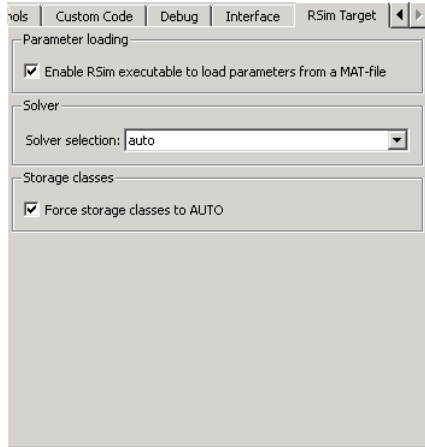 ols Custom Code Debug Interface RSim Target
Parameter loading
Enable RSim executable to load parameters from a MAT-file
Solver
Solver selection: auto
Storage classes
Force storage classes to AUTO